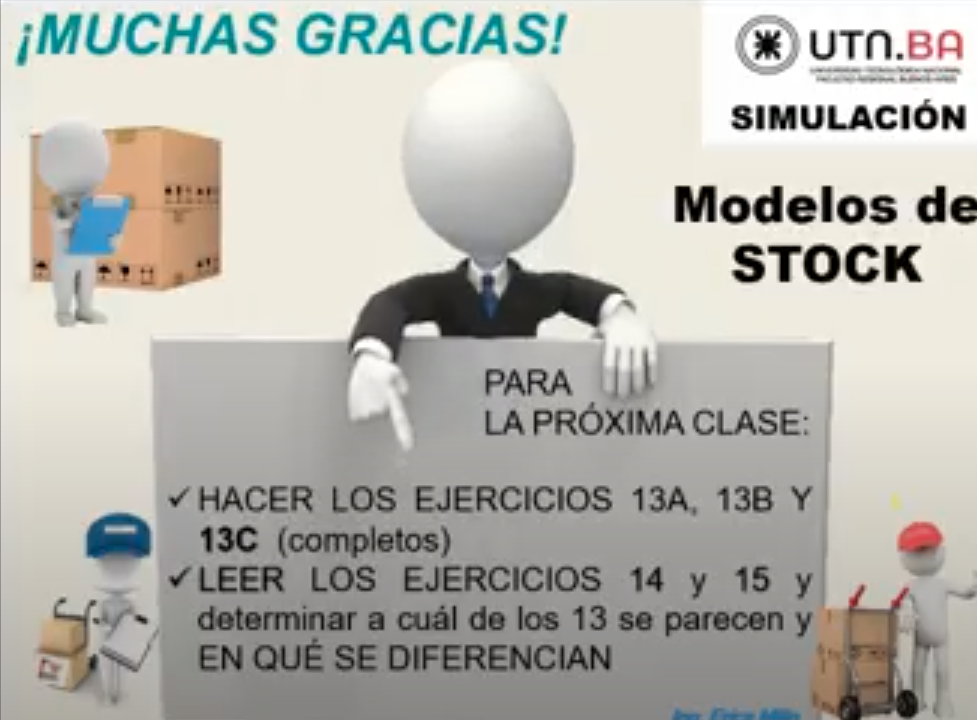 ¡MUCHAS GRACIAS!
UTN.BA
UNIVERSIDAD TECNOLÓGICA NACIONAL
FACULTAD REGIONAL BUENOS AIRES
SIMULACIÓN
Modelos de
STOCK
PARA
LA PRÓXIMA CLASE:
✓ HACER LOS EJERCICIOS 13A, 13B Y
13C (completos)
✓ LEER LOS EJERCICIOS 14 y 15 y
determinar a cuál de los 13 se parecen y
EN QUÉ SE DIFERENCIAN